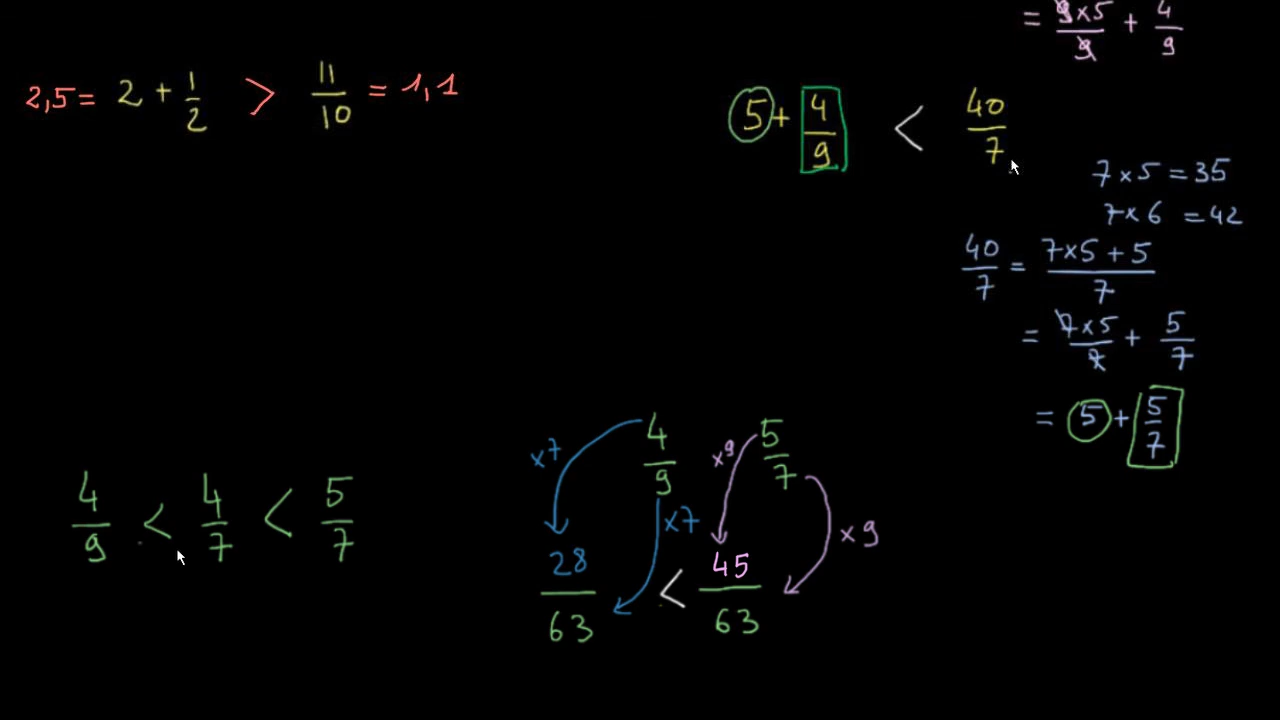 = 9×5/9 + 4/9
2,5 = 2 + 1/2 > 11/10 = 1,1
5 + 4/9 < 40/7
7×5 = 35
7×6 = 42
40/7 = 7×5+5/7
= 7×5/7 + 5/7
= 5 + 5/7
4/9 < 4/7 < 5/7
×7 4/9 ×9 5/7
×7 ×9
28/63 < 45/63